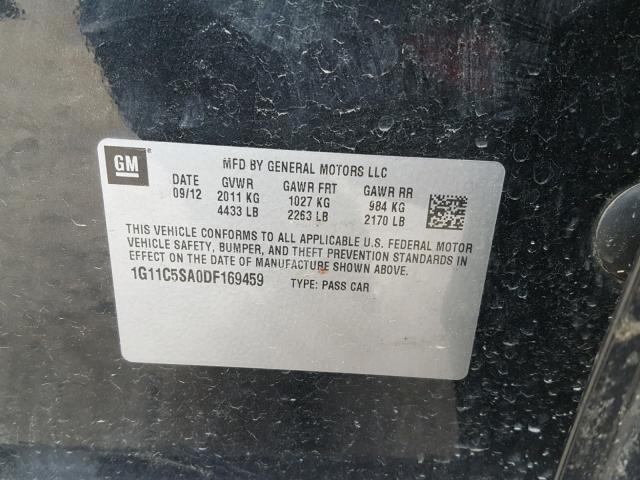 GM
MFD BY GENERAL MOTORS LLC
DATE GVWR GAWR FRT GAWR RR
09/12 2011 KG 1027 KG 984 KG
4433 LB 2263 LB 2170 LB
THIS VEHICLE CONFORMS TO ALL APPLICABLE U.S. FEDERAL MOTOR
VEHICLE SAFETY, BUMPER, AND THEFT PREVENTION STANDARDS IN
EFFECT ON THE DATE OF MANUFACTURE SHOWN ABOVE.
1G11C5SA0DF169459 TYPE: PASS CAR